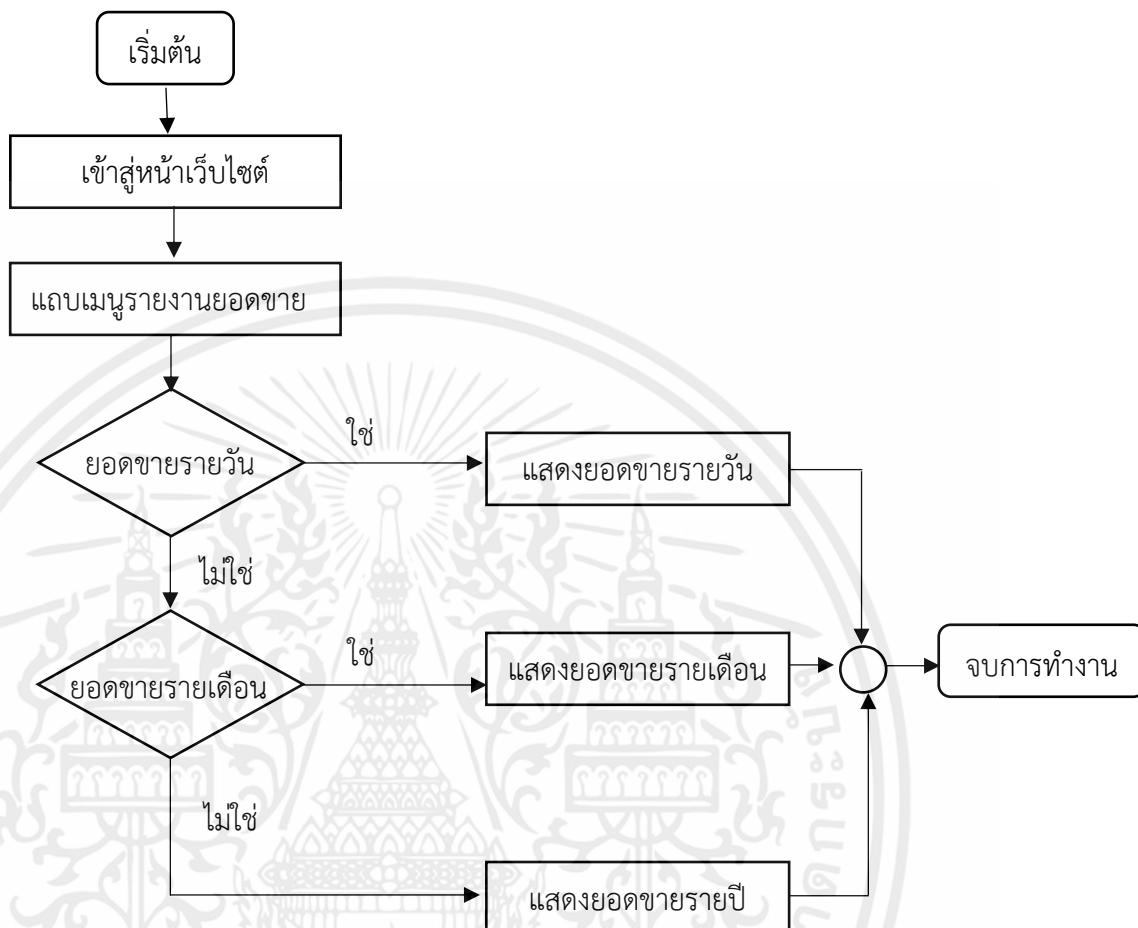 เริ่มต้น
เข้าสู่หน้าเว็บไซต์
แถบเมนูรายงานยอดขาย
ยอดขายรายวัน
ใช่
แสดงยอดขายรายวัน
ไม่ใช่
ยอดขายรายเดือน
ใช่
แสดงยอดขายรายเดือน
จบการทำงาน
ไม่ใช่
แสดงยอดขายรายปี